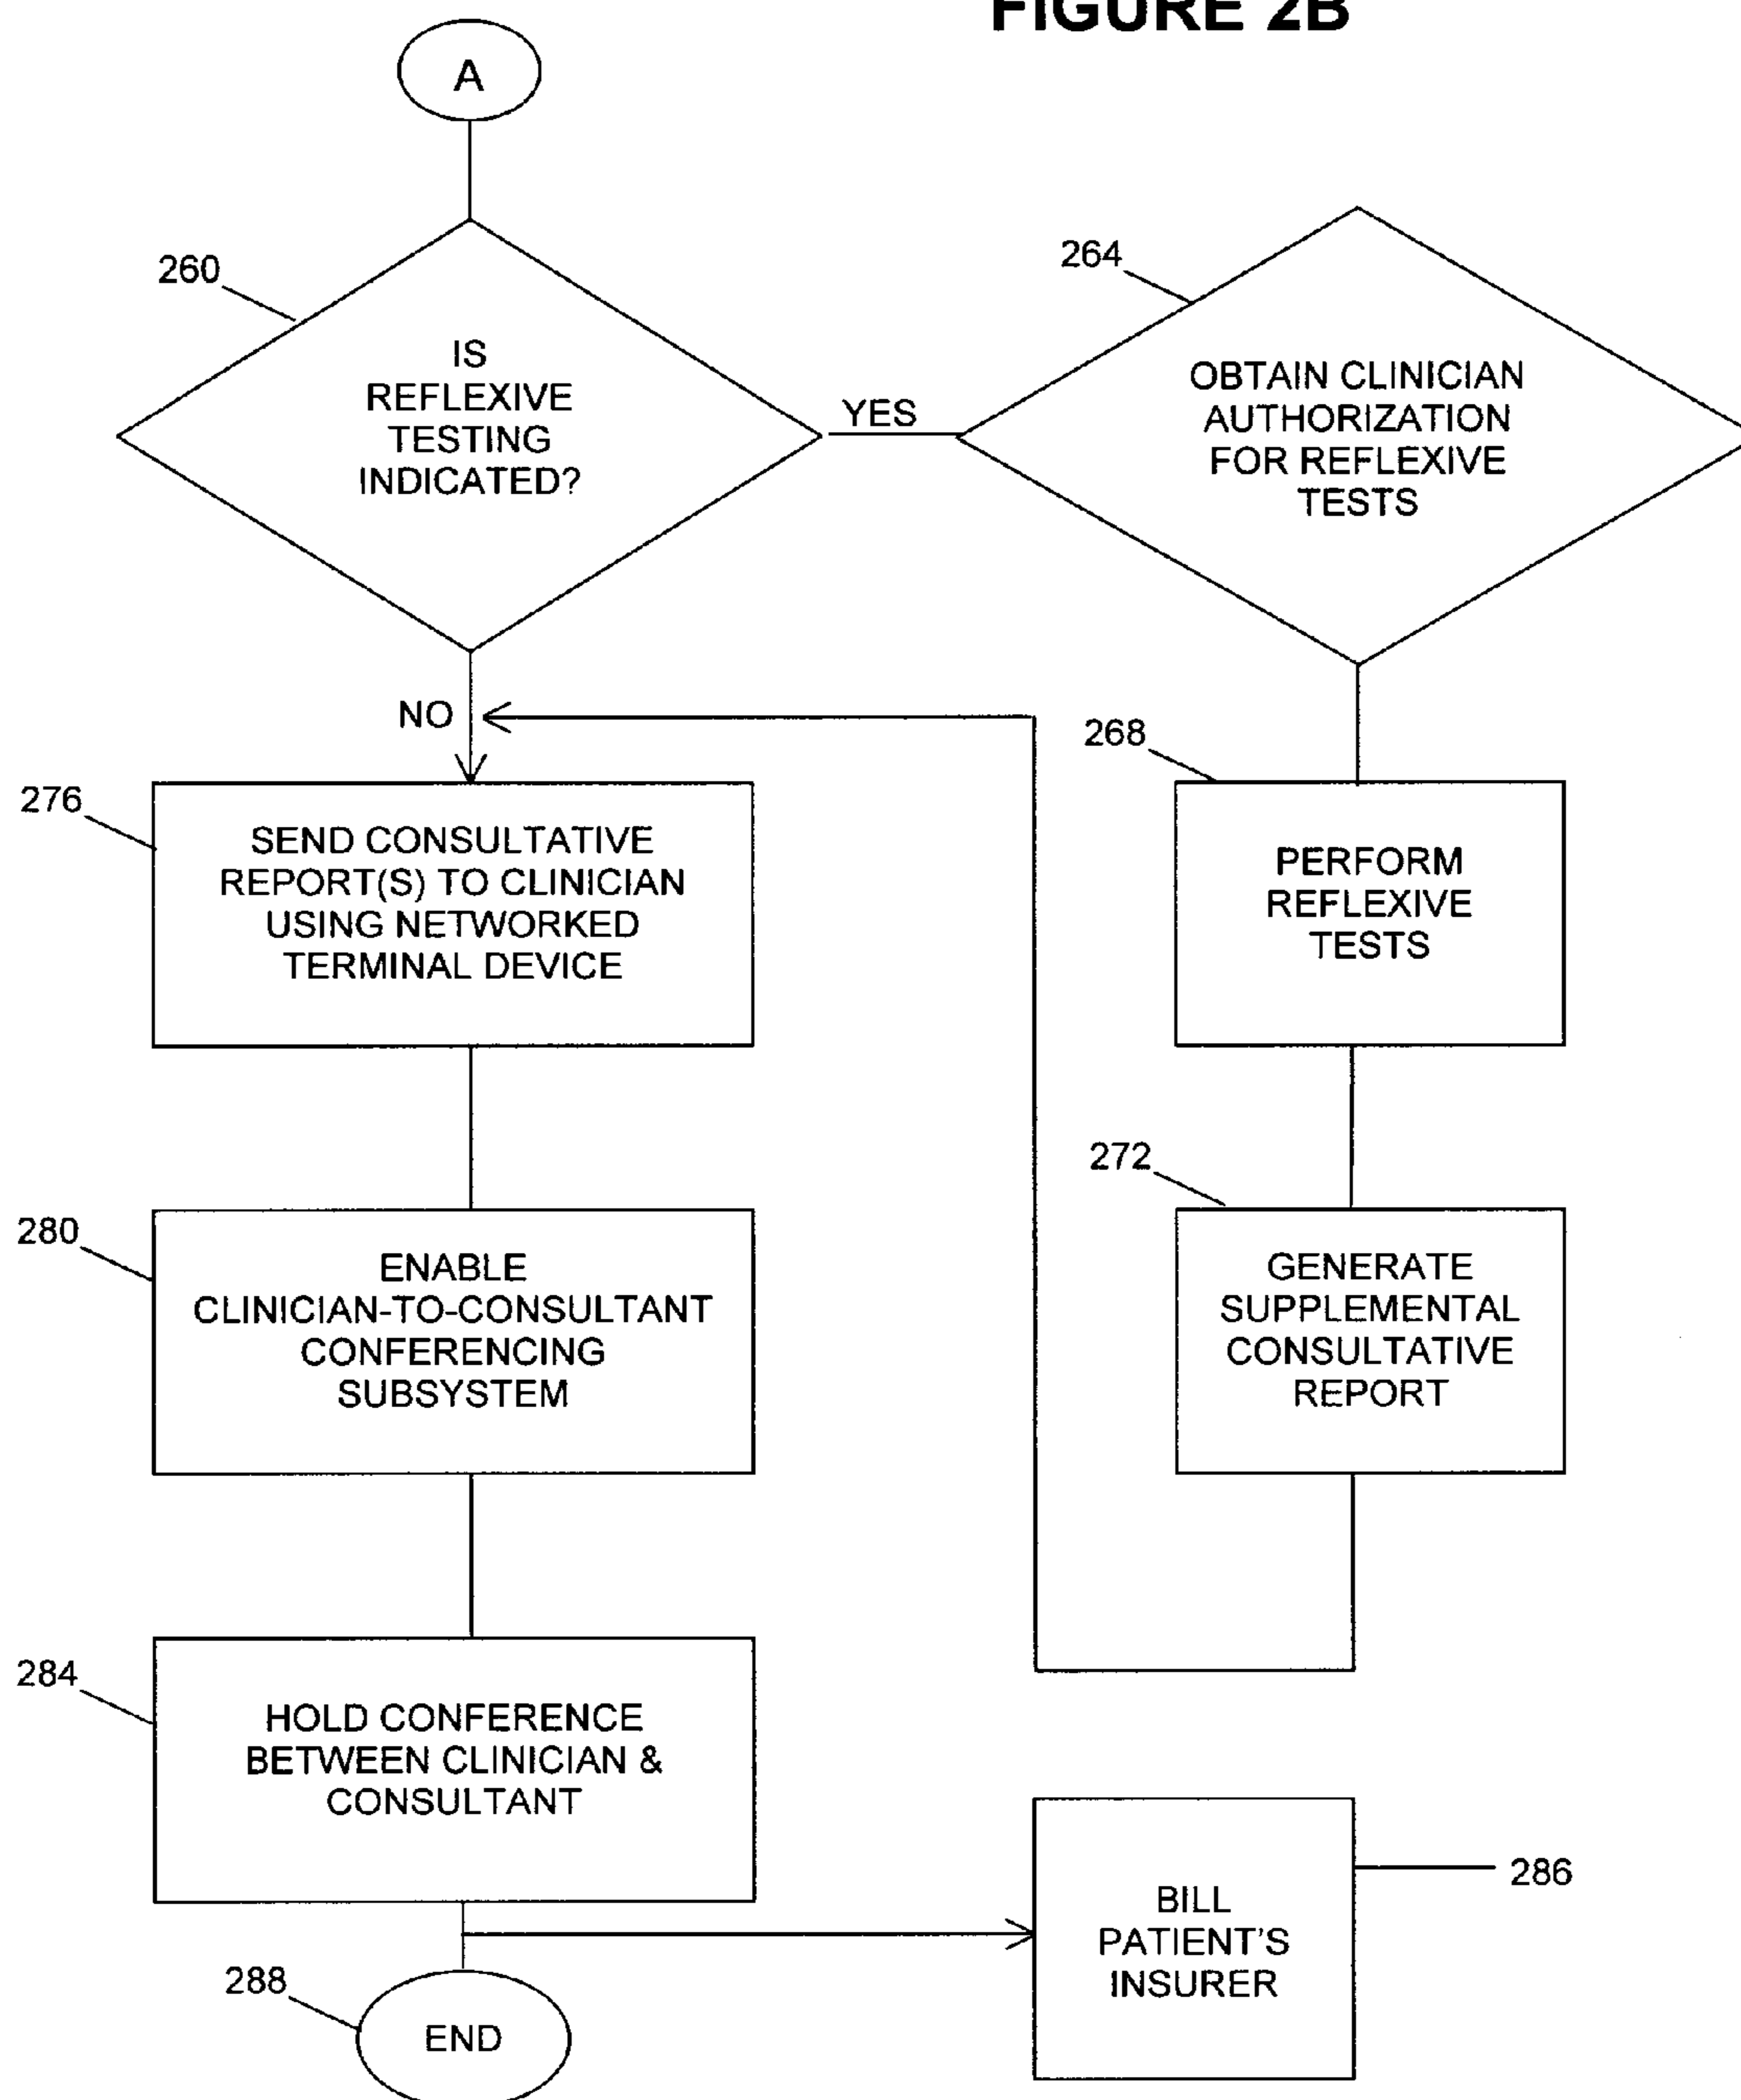 FIGURE 2B
A
260
IS
REFLEXIVE
TESTING
INDICATED?
YES
264
OBTAIN CLINICIAN
AUTHORIZATION
FOR REFLEXIVE
TESTS
NO
276
SEND CONSULTATIVE
REPORT(S) TO CLINICIAN
USING NETWORKED
TERMINAL DEVICE
268
PERFORM
REFLEXIVE
TESTS
280
ENABLE
CLINICIAN-TO-CONSULTANT
CONFERENCING
SUBSYSTEM
272
GENERATE
SUPPLEMENTAL
CONSULTATIVE
REPORT
284
HOLD CONFERENCE
BETWEEN CLINICIAN &
CONSULTANT
286
BILL
PATIENT'S
INSURER
288
END